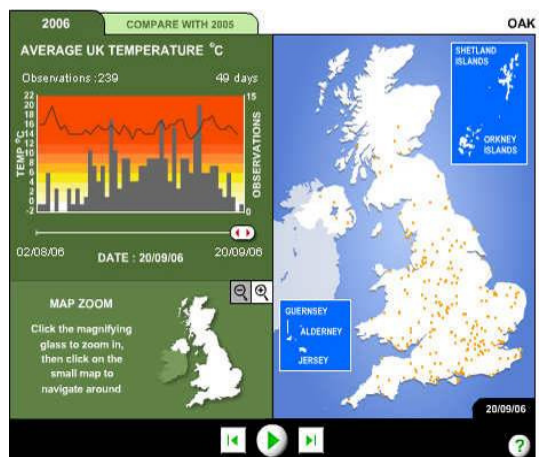 2006
COMPARE WITH 2005
OAK
AVERAGE UK TEMPERATURE °C
Observations :239
49 days
22
20
18
16
14
12
10
8
6
4
2
0
-2
TEMP °C
15
0
OBSERVATIONS
02/08/06
DATE : 20/09/06
20/09/06
MAP ZOOM
Click the magnifying
glass to zoom in,
then click on the
small map to
navigate around
SHETLAND
ISLANDS
ORKNEY
ISLANDS
GUERNSEY
ALDERNEY
JERSEY
20/09/06
?